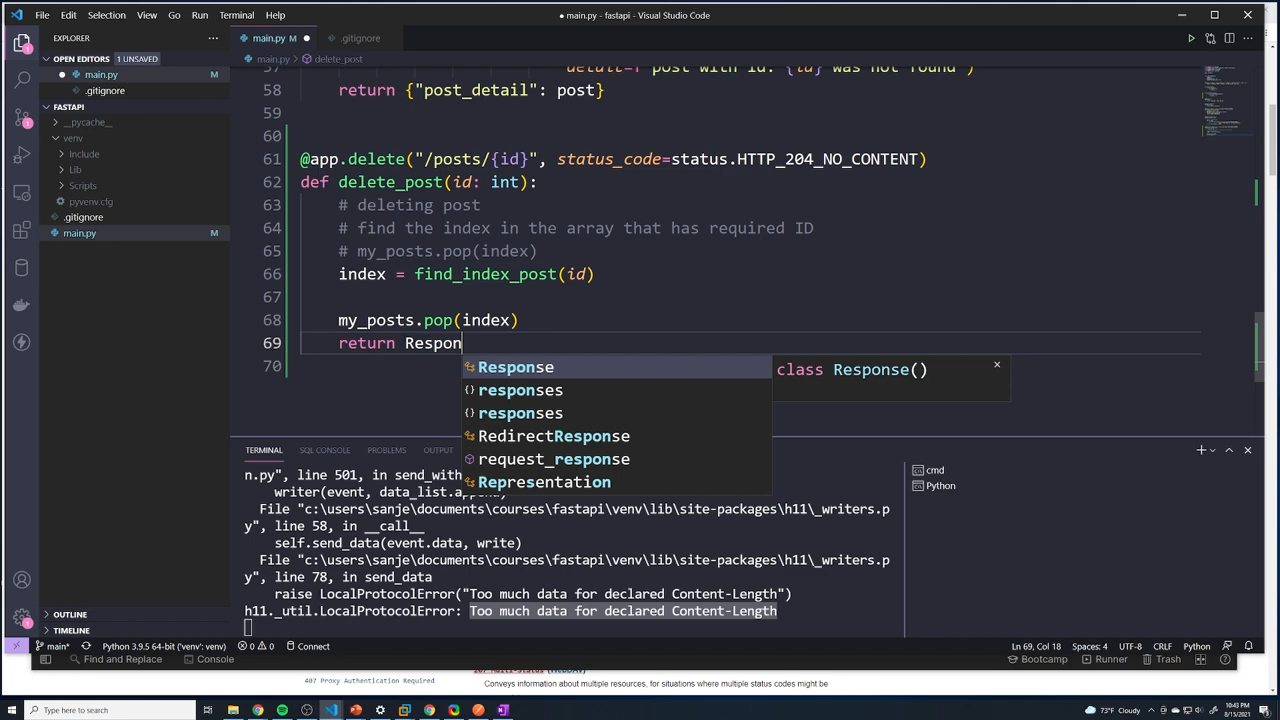 File Edit Selection View Go Run Terminal Help
● main.py - fastapi - Visual Studio Code
EXPLORER
OPEN EDITORS 1 UNSAVED
main.py M
.gitignore
FASTAPI
__pycache__
venv
Include
Lib
Scripts
pyvenv.cfg
.gitignore
main.py M
OUTLINE
TIMELINE
main.py M
.gitignore
main.py > delete_post
57 detail=f"post with id: {id} was not found")
58 return {"post_detail": post}
59
60
61 @app.delete("/posts/{id}", status_code=status.HTTP_204_NO_CONTENT)
62 def delete_post(id: int):
63 # deleting post
64 # find the index in the array that has required ID
65 # my_posts.pop(index)
66 index = find_index_post(id)
67
68 my_posts.pop(index)
69 return Respon
70
Response
responses
responses
RedirectResponse
request_response
Representation
class Response()
TERMINAL SQL CONSOLE PROBLEMS OUTPUT
n.py", line 501, in send_with
writer(event, data_list.append)
File "c:\users\sanje\documents\courses\fastapi\venv\lib\site-packages\h11\_writers.p
y", line 58, in __call__
self.send_data(event.data, write)
File "c:\users\sanje\documents\courses\fastapi\venv\lib\site-packages\h11\_writers.p
y", line 78, in send_data
raise LocalProtocolError("Too much data for declared Content-Length")
h11._util.LocalProtocolError: Too much data for declared Content-Length
cmd
Python
main* Python 3.9.5 64-bit ('venv': venv) 0 0 Connect
Ln 69, Col 18 Spaces: 4 UTF-8 CRLF Python
Find and Replace Console
Bootcamp Runner Trash
407 Proxy Authentication Required
Conveys information about multiple resources, for situations where multiple status codes might be
Type here to search
73°F Cloudy
10:43 PM
8/15/2021